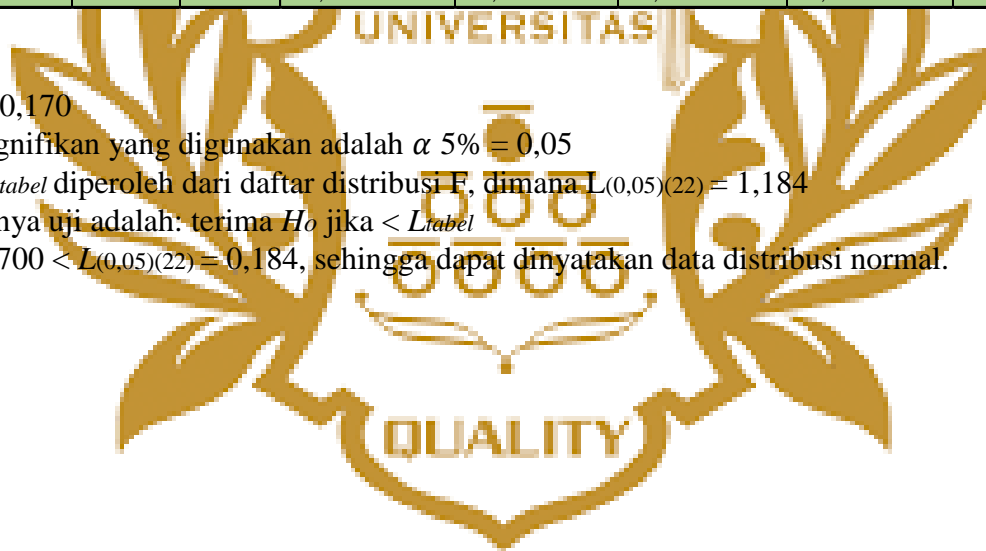 UNIVERSITAS
0,170
gnifikan yang digunakan adalah α 5% = 0,05
tabel diperoleh dari daftar distribusi F, dimana L(0,05)(22) = 1,184
nya uji adalah: terima Ho jika < Ltabel
700 < L(0,05)(22) = 0,184, sehingga dapat dinyatakan data distribusi normal.
QUALITY